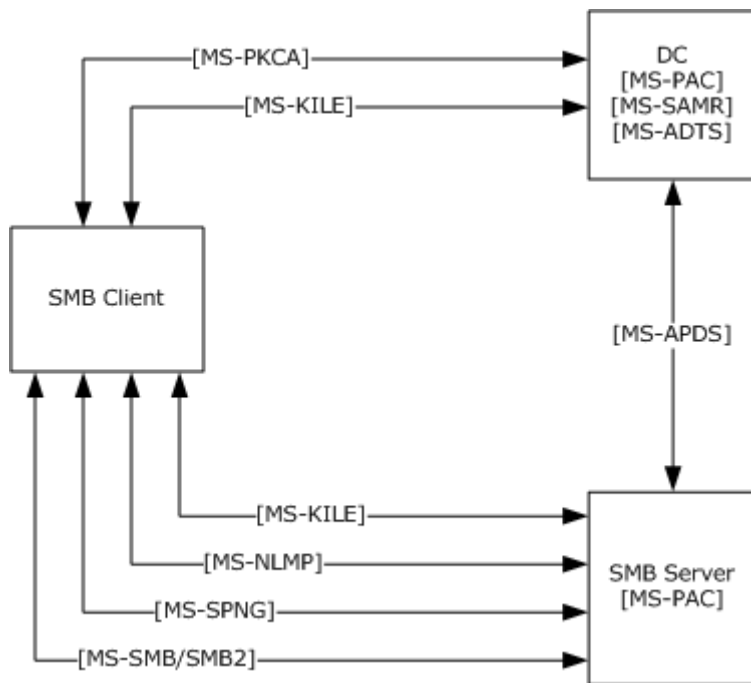 [MS-PKCA]
[MS-KILE]
DC
[MS-PAC]
[MS-SAMR]
[MS-ADTS]
SMB Client
[MS-APDS]
[MS-KILE]
[MS-NLMP]
[MS-SPNG]
[MS-SMB/SMB2]
SMB Server
[MS-PAC]